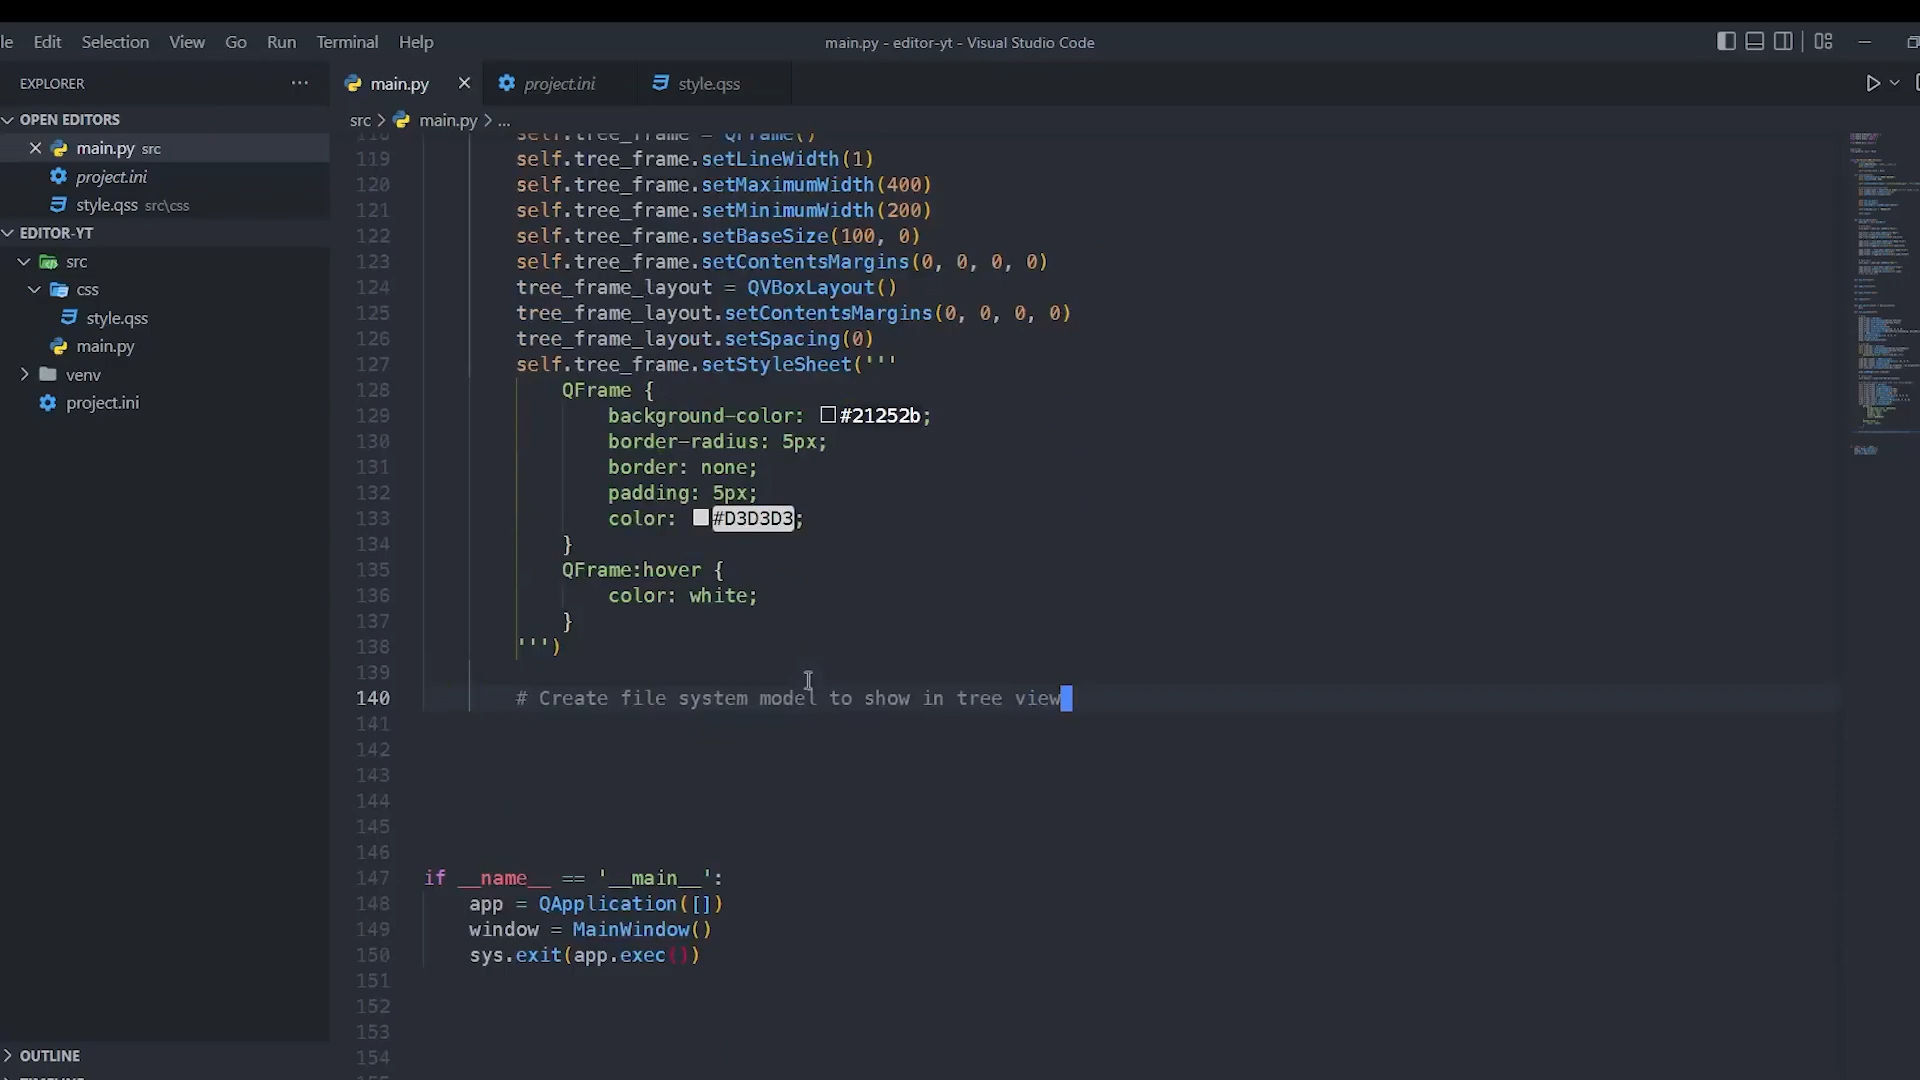 le Edit Selection View Go Run Terminal Help
main.py - editor-yt - Visual Studio Code
EXPLORER ···
main.py
project.ini
style.qss
OPEN EDITORS
main.py src
project.ini
style.qss src\css
EDITOR-YT
src
css
style.qss
main.py
venv
project.ini
OUTLINE
src > main.py > ...
118 self.tree_frame = QFrame()
119 self.tree_frame.setLineWidth(1)
120 self.tree_frame.setMaximumWidth(400)
121 self.tree_frame.setMinimumWidth(200)
122 self.tree_frame.setBaseSize(100, 0)
123 self.tree_frame.setContentsMargins(0, 0, 0, 0)
124 tree_frame_layout = QVBoxLayout()
125 tree_frame_layout.setContentsMargins(0, 0, 0, 0)
126 tree_frame_layout.setSpacing(0)
127 self.tree_frame.setStyleSheet('''
128 QFrame {
129 background-color: #21252b;
130 border-radius: 5px;
131 border: none;
132 padding: 5px;
133 color: #D3D3D3;
134 }
135 QFrame:hover {
136 color: white;
137 }
138 ''')
139
140 # Create file system model to show in tree view
141
142
143
144
145
146
147 if __name__ == '__main__':
148 app = QApplication([])
149 window = MainWindow()
150 sys.exit(app.exec())
151
152
153
154